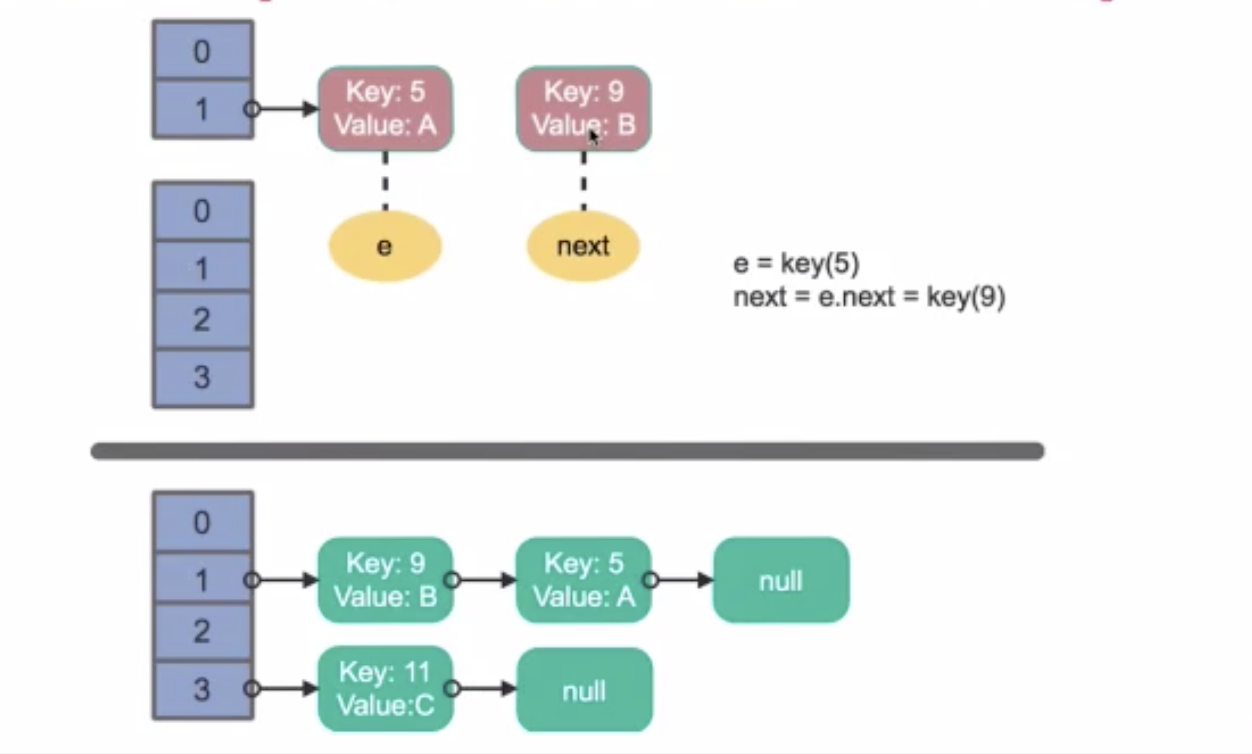 0
1
Key: 5
Value: A
Key: 9
Value: B
0
1
2
3
e
next
e = key(5)
next = e.next = key(9)
0
1
2
3
Key: 9
Value: B
Key: 5
Value: A
null
Key: 11
Value:C
null